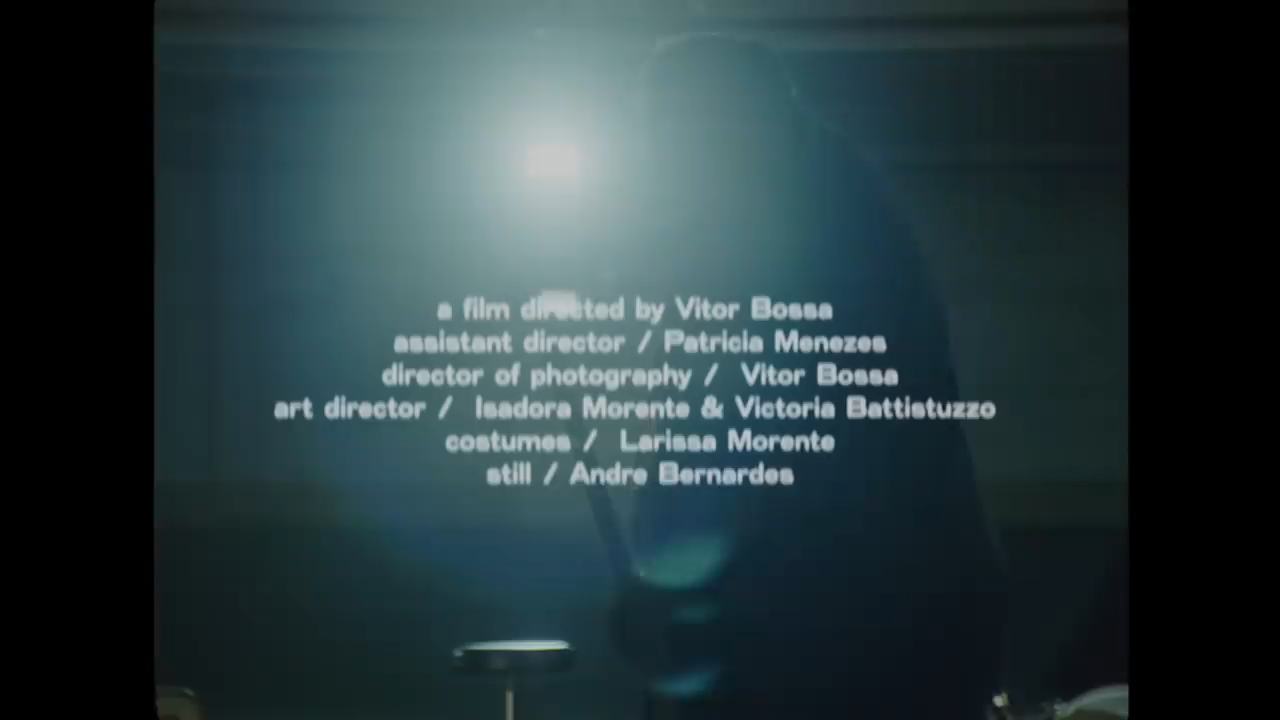 a film directed by Vitor Bossa
assistant director / Patricia Menezes
director of photography / Vitor Bossa
art director / Isadora Morente & Victoria Battistuzzo
costumes / Larissa Morente
still / Andre Bernardes